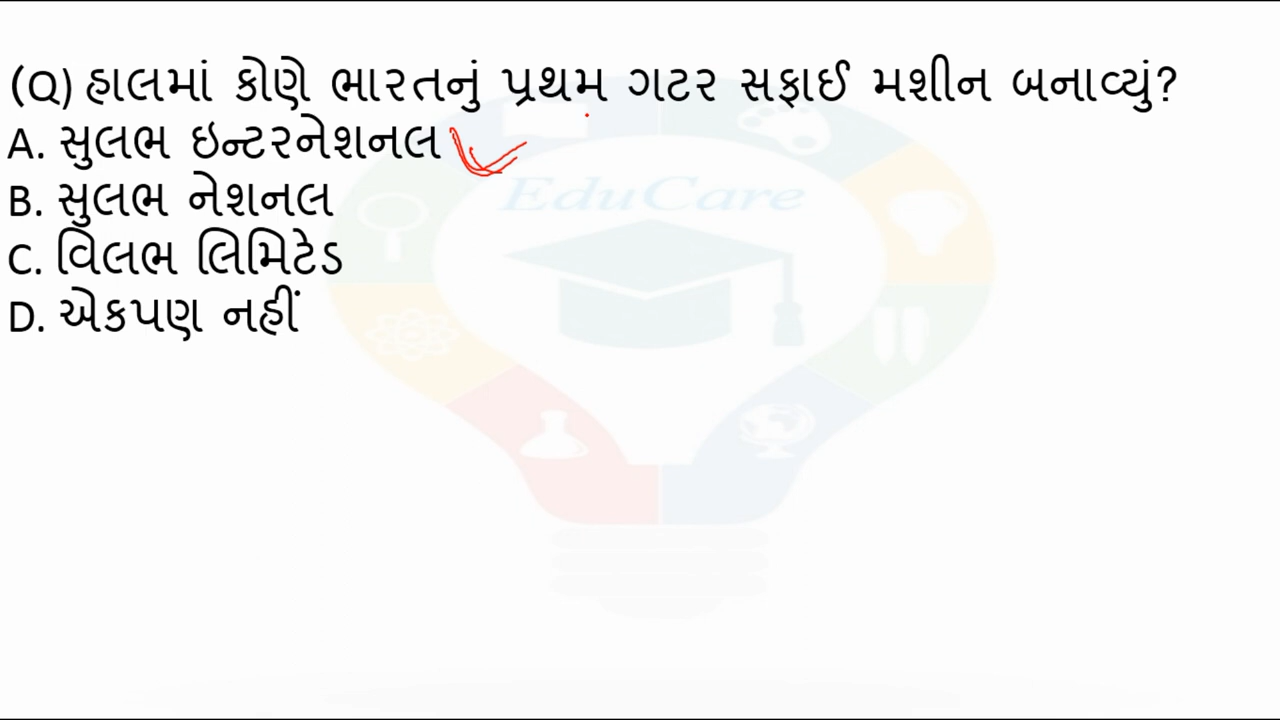 (Q) હાલમાં કોણે ભારતનું પ્રથમ ગટર સફાઈ મશીન બનાવ્યું?
A. સુલભ ઇન્ટરનેશનલ
B. સુલભ નેશનલ
C. વિલભ લિમિટેડ
D. એકપણ નહીં
EduCare